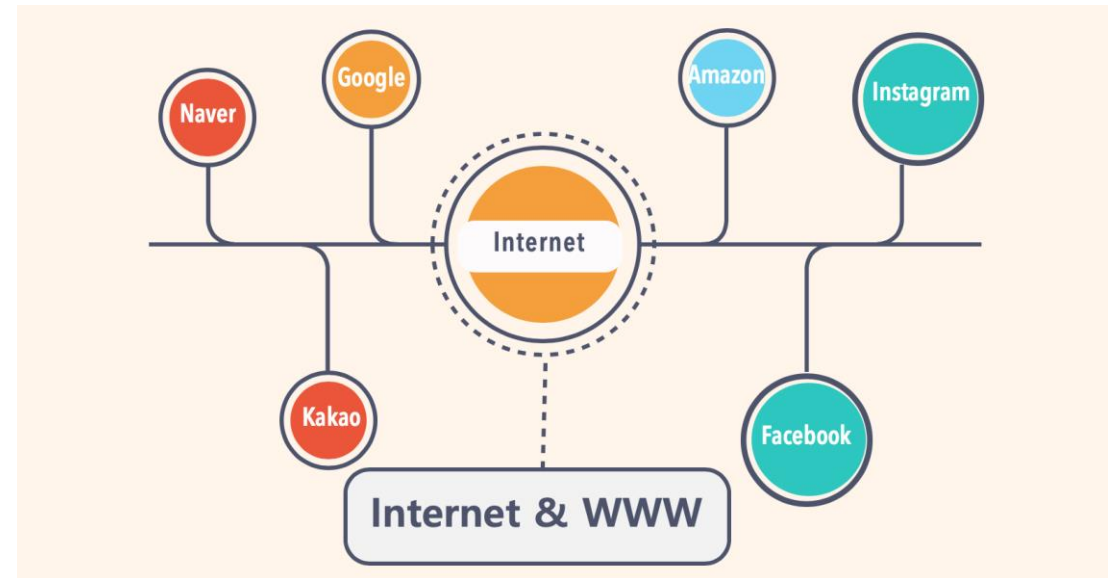 Naver
Google
Amazon
Instagram
Internet
Kakao
Facebook
Internet & WWW